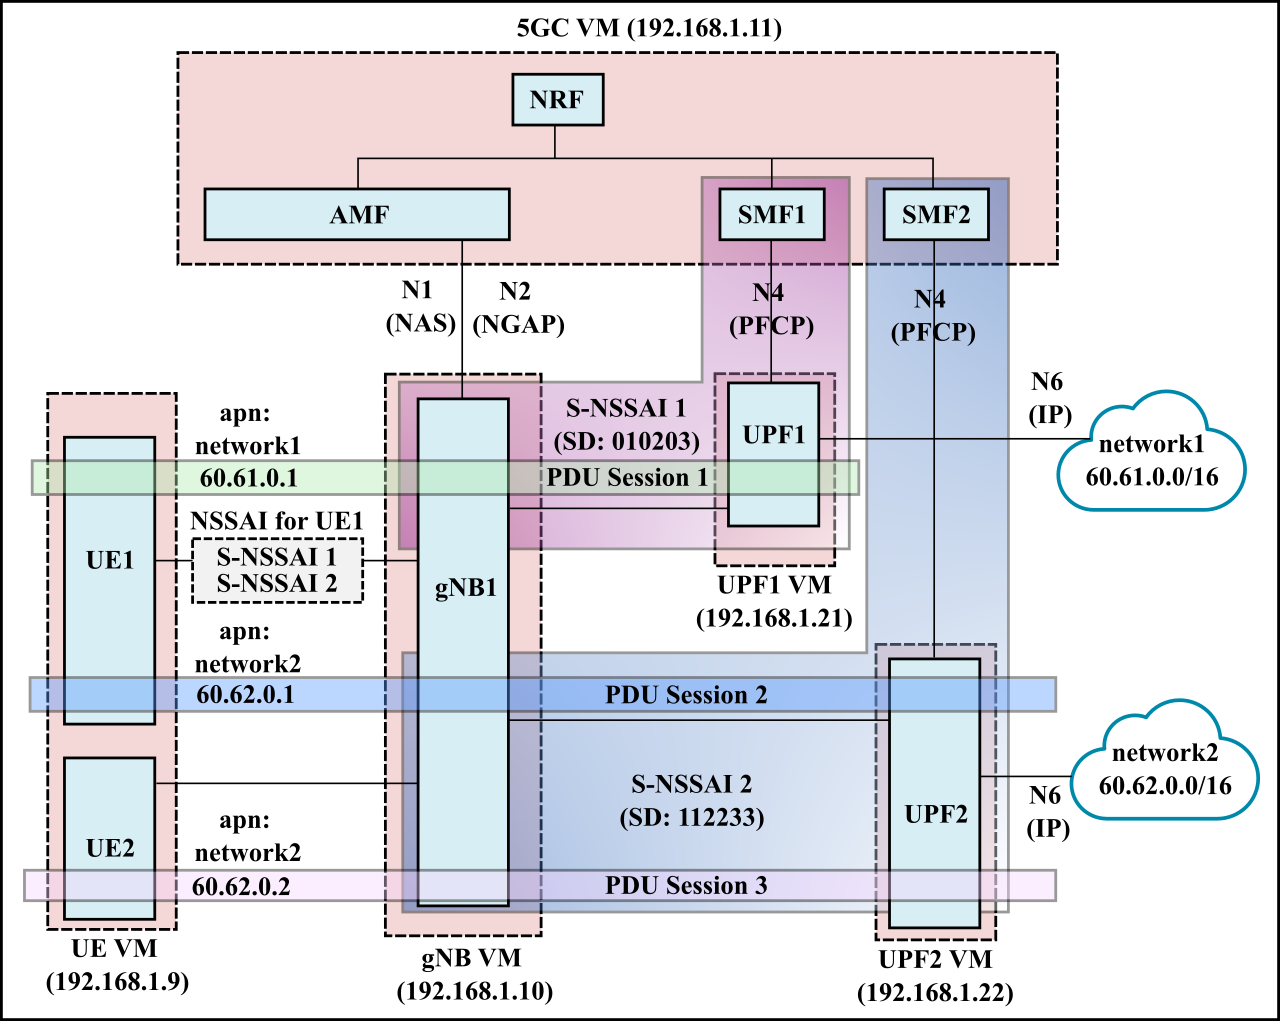 5GC VM (192.168.1.11)
NRF
AMF
SMF1
SMF2
N1
(NAS)
N2
(NGAP)
N4
(PFCP)
N4
(PFCP)
apn:
network1
60.61.0.1
S-NSSAI 1
(SD: 010203)
PDU Session 1
UPF1
N6
(IP)
network1
60.61.0.0/16
NSSAI for UE1
S-NSSAI 1
S-NSSAI 2
UE1
gNB1
UPF1 VM
(192.168.1.21)
apn:
network2
60.62.0.1
PDU Session 2
S-NSSAI 2
(SD: 112233)
UPF2
network2
60.62.0.0/16
N6
(IP)
UE2
apn:
network2
60.62.0.2
PDU Session 3
UE VM
(192.168.1.9)
gNB VM
(192.168.1.10)
UPF2 VM
(192.168.1.22)